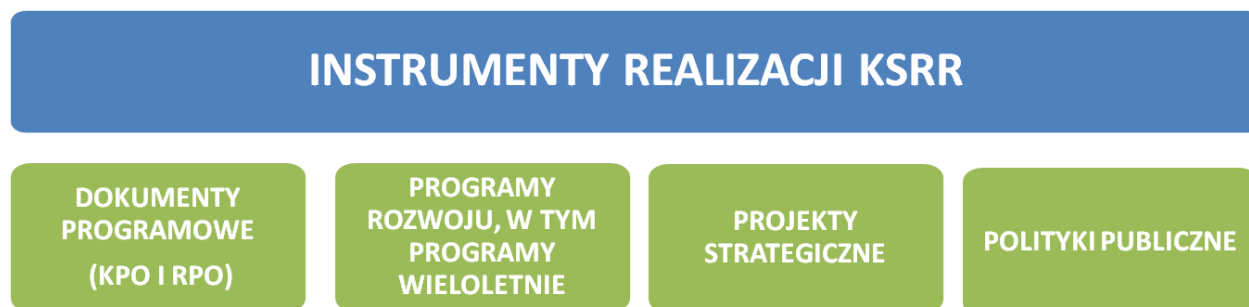 INSTRUMENTY REALIZACJI KSRR
DOKUMENTY
PROGRAMOWE
(KPO I RPO)
PROGRAMY
ROZWOJU, W TYM
PROGRAMY
WIELOLETNIE
PROJEKTY
STRATEGICZNE
POLITYKI PUBLICZNE